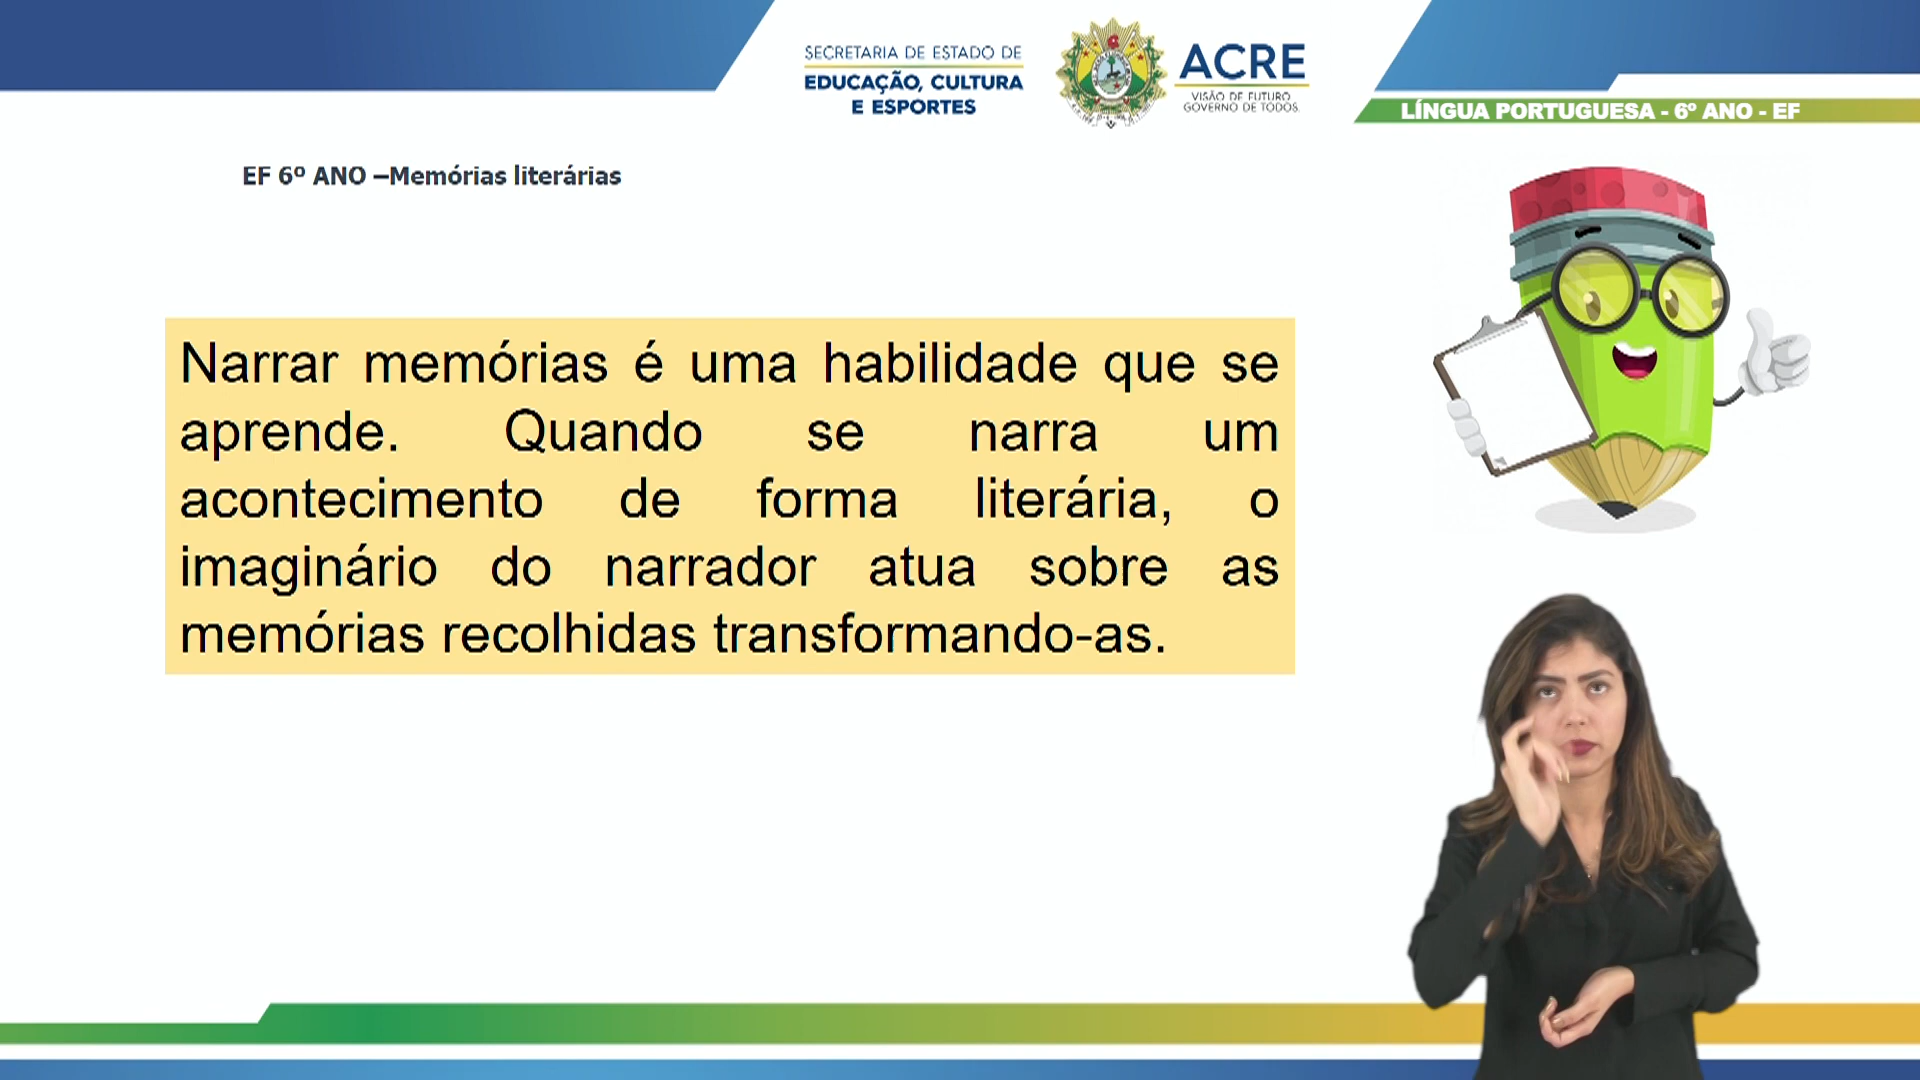 SECRETARIA DE ESTADO DE
EDUCAÇÃO, CULTURA
E ESPORTES
ACRE
VISÃO DE FUTURO
GOVERNO DE TODOS.
LÍNGUA PORTUGUESA - 6º ANO - EF
EF 6º ANO –Memórias literárias
Narrar memórias é uma habilidade que se
aprende. Quando se narra um
acontecimento de forma literária, o
imaginário do narrador atua sobre as
memórias recolhidas transformando-as.